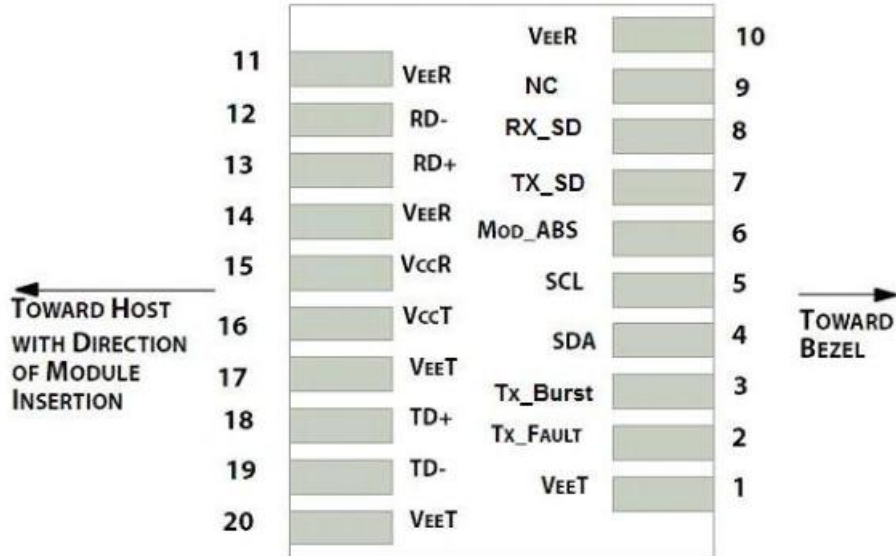 VEER 10
11 VEER
NC 9
12 RD-
RX_SD 8
13 RD+
TX_SD 7
14 VEER
MOD_ABS 6
15 VCCR
SCL 5
16 VCCT
SDA 4
17 VEET
Tx_Burst 3
18 TD+
TX_FAULT 2
19 TD-
VEET 1
20 VEET
TOWARD HOST
WITH DIRECTION
OF MODULE
INSERTION
TOWARD
BEZEL